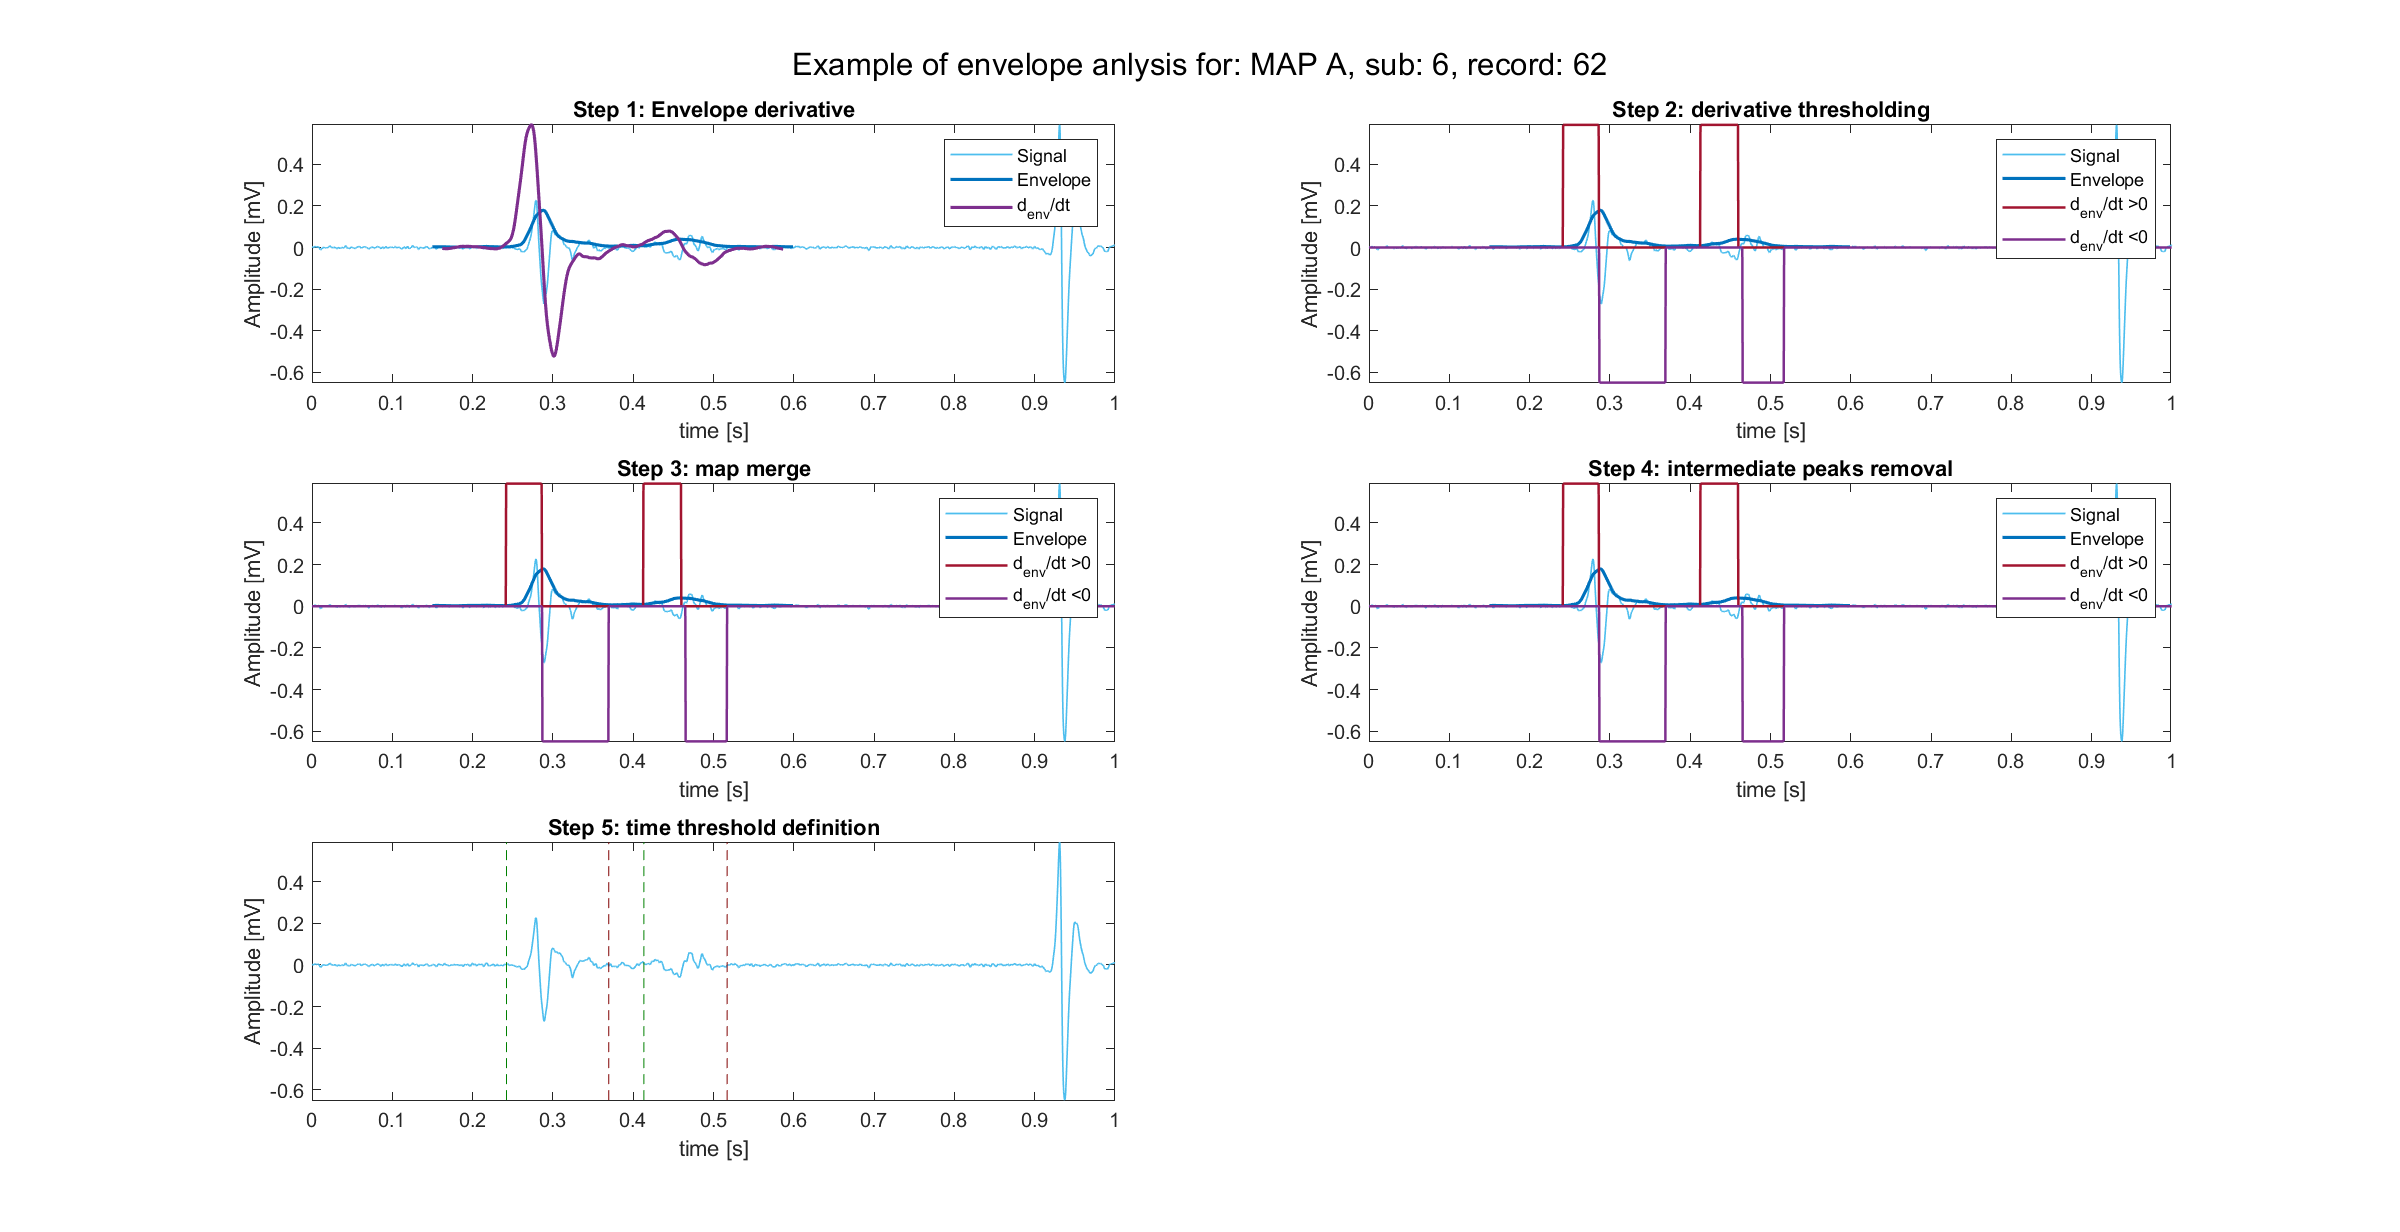 Example of envelope anlysis for: MAP A, sub: 6, record: 62
Step 1: Envelope derivative
Amplitude [mV]
0.4
0.2
0
-0.2
-0.4
-0.6
0 0.1 0.2 0.3 0.4 0.5 0.6 0.7 0.8 0.9 1
time [s]
Signal
Envelope
d_env/dt
Step 2: derivative thresholding
Amplitude [mV]
0.4
0.2
0
-0.2
-0.4
-0.6
0 0.1 0.2 0.3 0.4 0.5 0.6 0.7 0.8 0.9 1
time [s]
Signal
Envelope
d_env/dt >0
d_env/dt <0
Step 3: map merge
Amplitude [mV]
0.4
0.2
0
-0.2
-0.4
-0.6
0 0.1 0.2 0.3 0.4 0.5 0.6 0.7 0.8 0.9 1
time [s]
Signal
Envelope
d_env/dt >0
d_env/dt <0
Step 4: intermediate peaks removal
Amplitude [mV]
0.4
0.2
0
-0.2
-0.4
-0.6
0 0.1 0.2 0.3 0.4 0.5 0.6 0.7 0.8 0.9 1
time [s]
Signal
Envelope
d_env/dt >0
d_env/dt <0
Step 5: time threshold definition
Amplitude [mV]
0.4
0.2
0
-0.2
-0.4
-0.6
0 0.1 0.2 0.3 0.4 0.5 0.6 0.7 0.8 0.9 1
time [s]